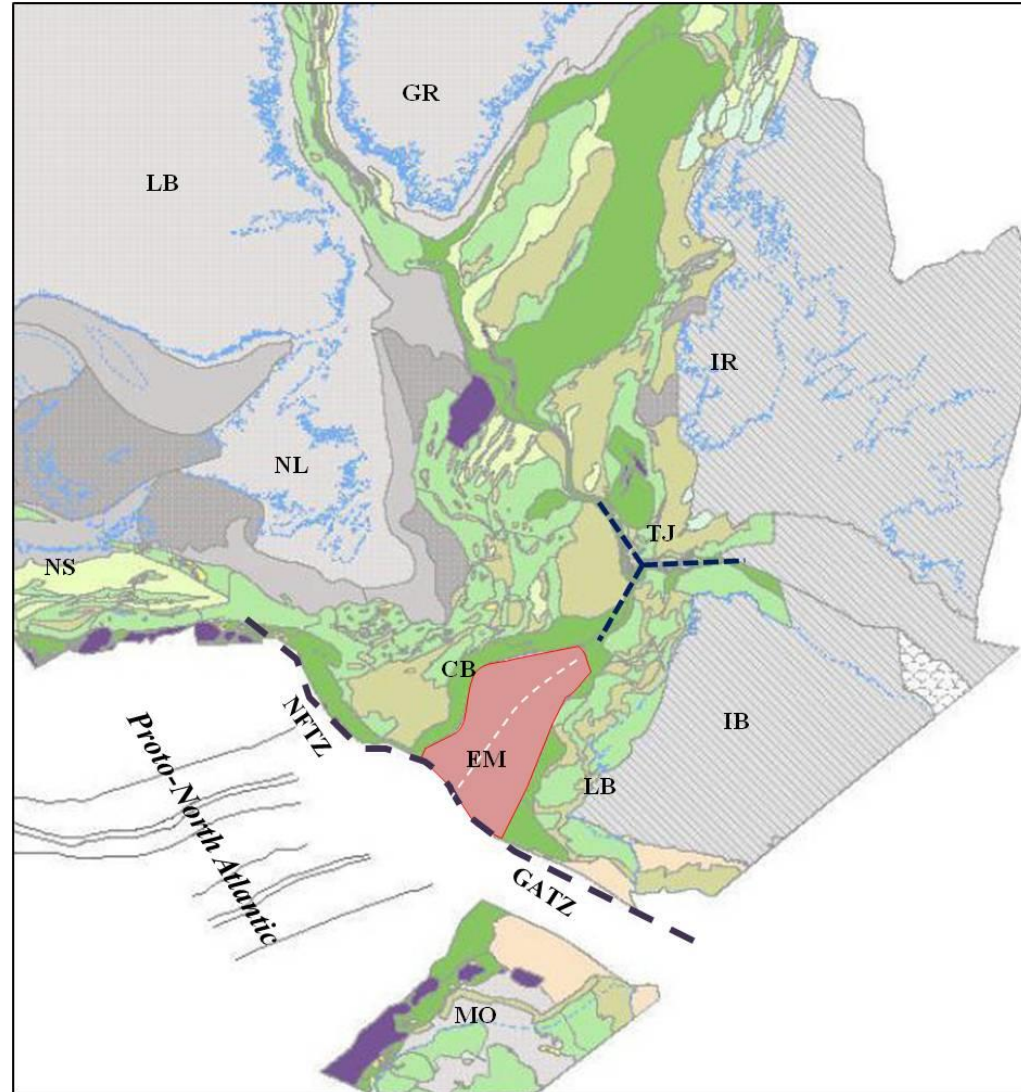 GR
LB
IR
NL
TJ
NS
CB
NFTZ
IB
EM
LB
Proto-North Atlantic
GATZ
MO